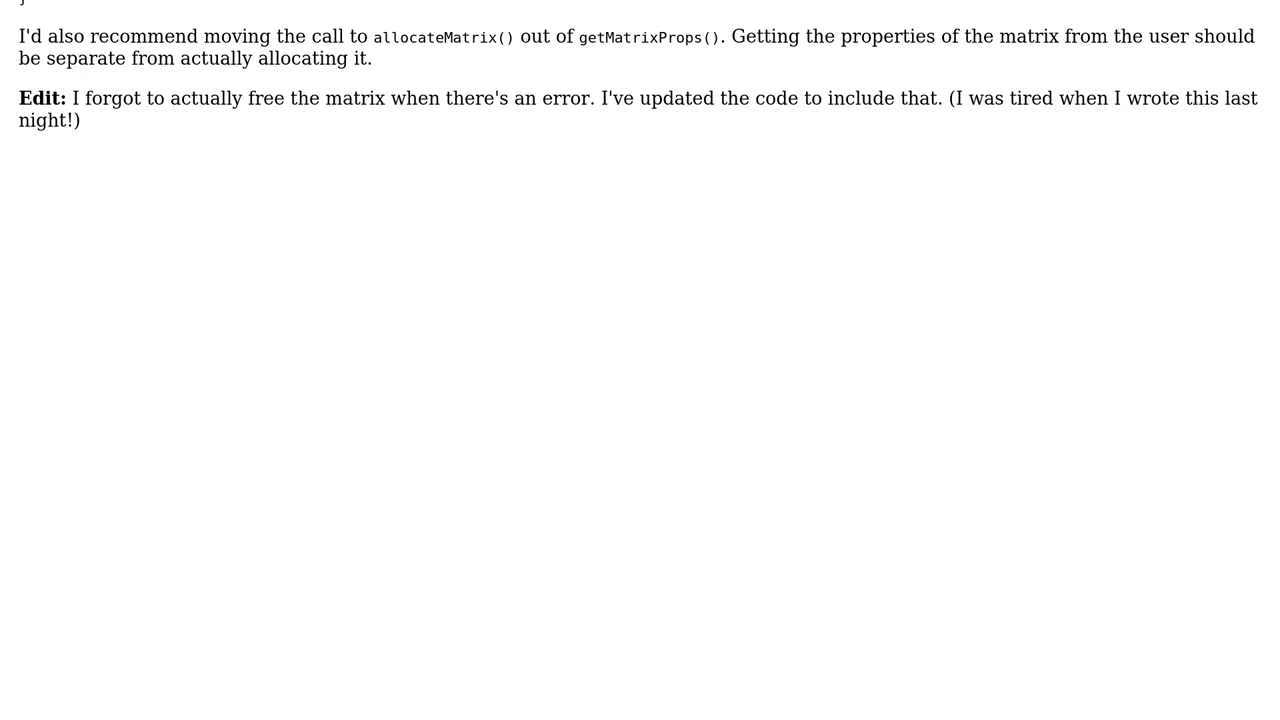 }
I'd also recommend moving the call to allocateMatrix() out of getMatrixProps(). Getting the properties of the matrix from the user should
be separate from actually allocating it.
Edit: I forgot to actually free the matrix when there's an error. I've updated the code to include that. (I was tired when I wrote this last
night!)